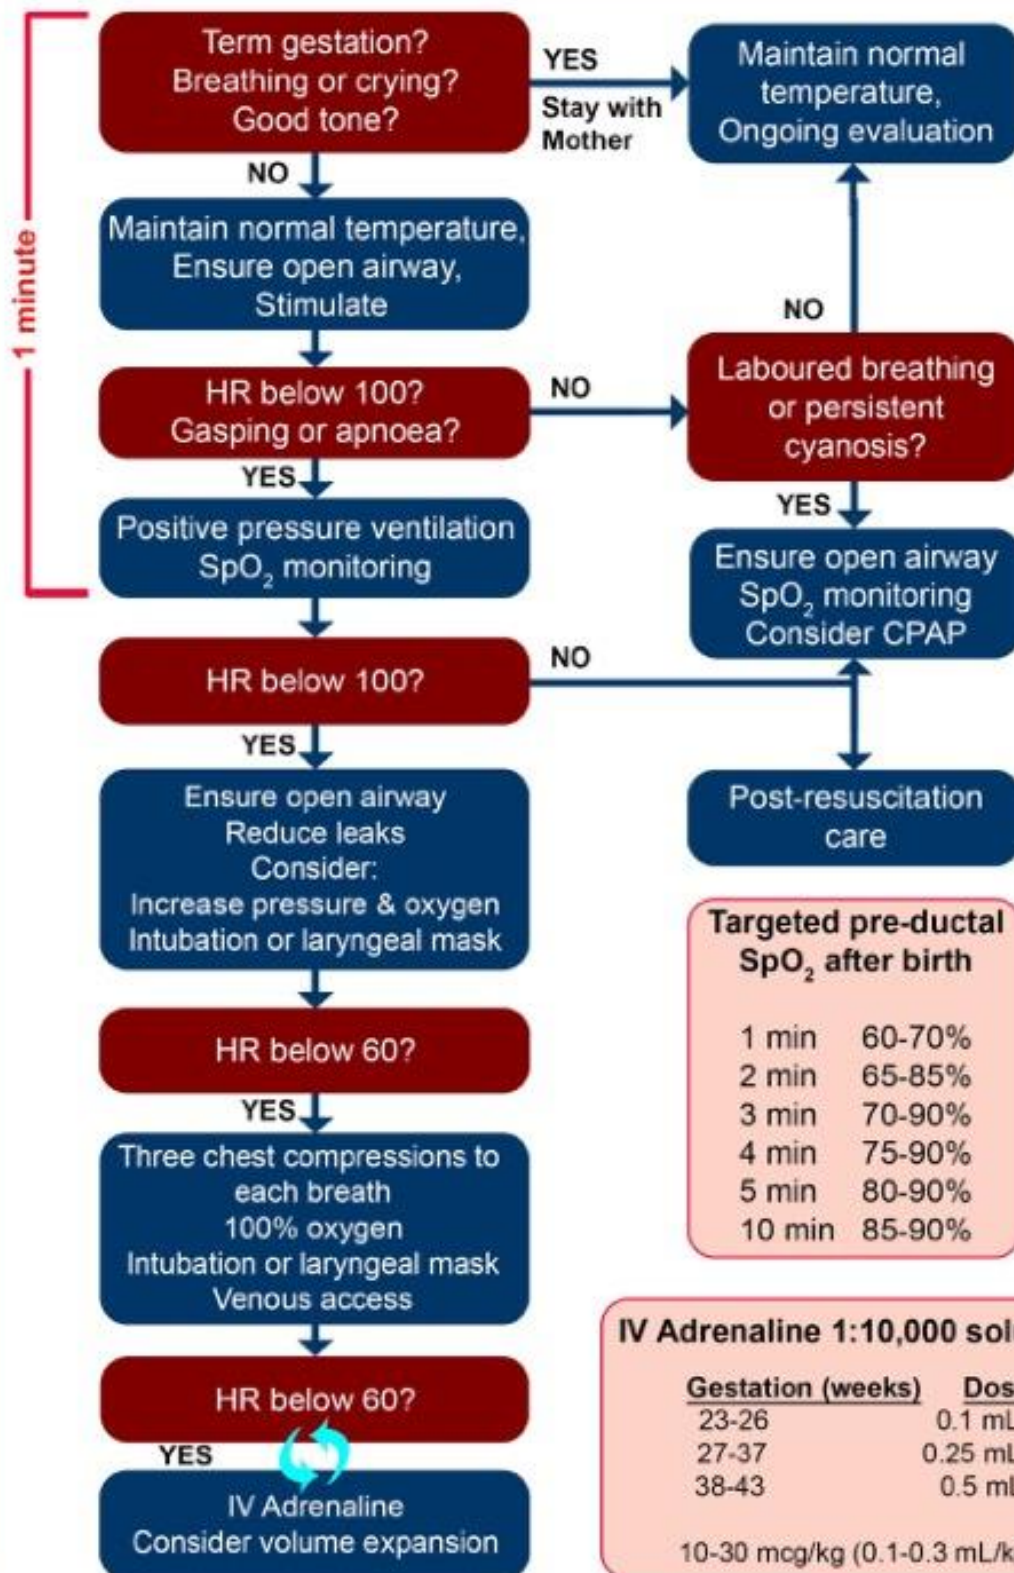 1 minute
Term gestation?
Breathing or crying?
Good tone?
YES
Stay with
Mother
Maintain normal
temperature,
Ongoing evaluation
NO
Maintain normal temperature,
Ensure open airway,
Stimulate
HR below 100?
Gasping or apnoea?
NO
Laboured breathing
or persistent
cyanosis?
NO
YES
Positive pressure ventilation
SpO₂ monitoring
YES
Ensure open airway
SpO₂ monitoring
Consider CPAP
HR below 100?
NO
Post-resuscitation
care
YES
Ensure open airway
Reduce leaks
Consider:
Increase pressure & oxygen
Intubation or laryngeal mask
HR below 60?
YES
Three chest compressions to
each breath
100% oxygen
Intubation or laryngeal mask
Venous access
HR below 60?
YES
IV Adrenaline
Consider volume expansion
Targeted pre-ductal
SpO₂ after birth
1 min 60-70%
2 min 65-85%
3 min 70-90%
4 min 75-90%
5 min 80-90%
10 min 85-90%
IV Adrenaline 1:10,000
Gestation (weeks)
23-26 0.1 mL
27-37 0.25 mL
38-43 0.5 mL
10-30 mcg/kg (0.1-0.3